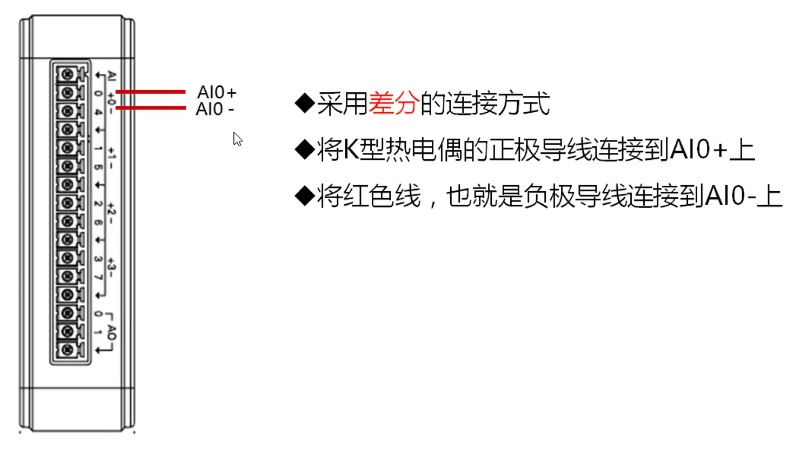 AI
0
+0-
4
1
+1-
5
2
+2-
6
3
+3-
7
0
AO
1
AI0+
AI0 -
◆采用差分的连接方式
◆将K型热电偶的正极导线连接到AI0+上
◆将红色线，也就是负极导线连接到AI0-上